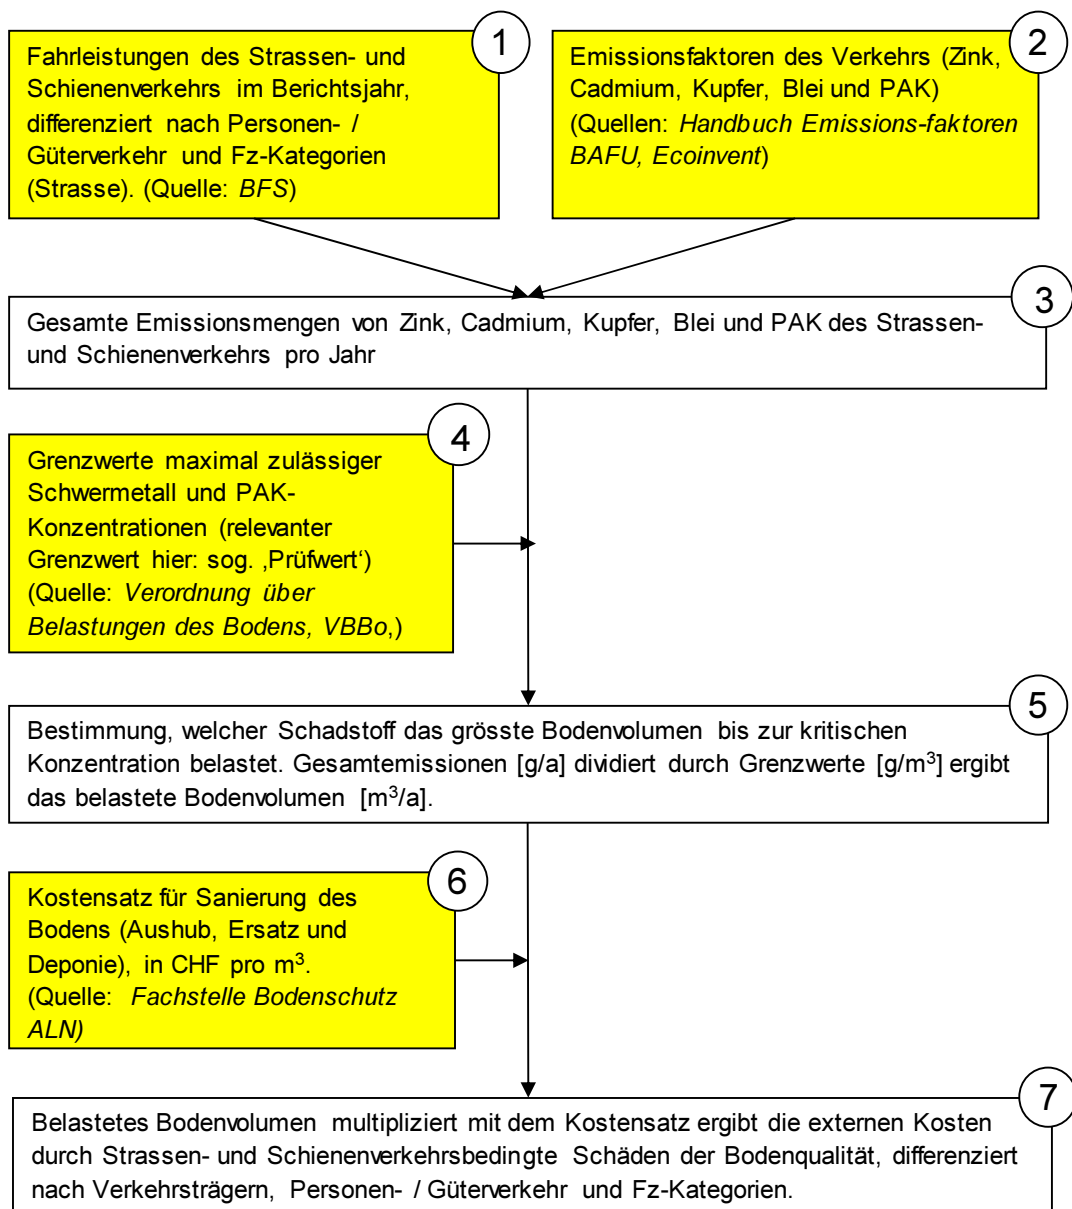 1
Fahrleistungen des Strassen- und
Schienenverkehrs im Berichtsjahr,
differenziert nach Personen- /
Güterverkehr und Fz-Kategorien
(Strasse). (Quelle: BFS)
2
Emissionsfaktoren des Verkehrs (Zink,
Cadmium, Kupfer, Blei und PAK)
(Quellen: Handbuch Emissions-faktoren
BAFU, Ecoinvent)
3
Gesamte Emissionsmengen von Zink, Cadmium, Kupfer, Blei und PAK des Strassen-
und Schienenverkehrs pro Jahr
4
Grenzwerte maximal zulässiger
Schwermetall und PAK-
Konzentrationen (relevanter
Grenzwert hier: sog. ‚Prüfwert‘)
(Quelle: Verordnung über
Belastungen des Bodens, VBBo,)
5
Bestimmung, welcher Schadstoff das grösste Bodenvolumen bis zur kritischen
Konzentration belastet. Gesamtemissionen [g/a] dividiert durch Grenzwerte [g/m³] ergibt
das belastete Bodenvolumen [m³/a].
6
Kostensatz für Sanierung des
Bodens (Aushub, Ersatz und
Deponie), in CHF pro m³.
(Quelle: Fachstelle Bodenschutz
ALN)
7
Belastetes Bodenvolumen multipliziert mit dem Kostensatz ergibt die externen Kosten
durch Strassen- und Schienenverkehrsbedingte Schäden der Bodenqualität, differenziert
nach Verkehrsträgern, Personen- / Güterverkehr und Fz-Kategorien.